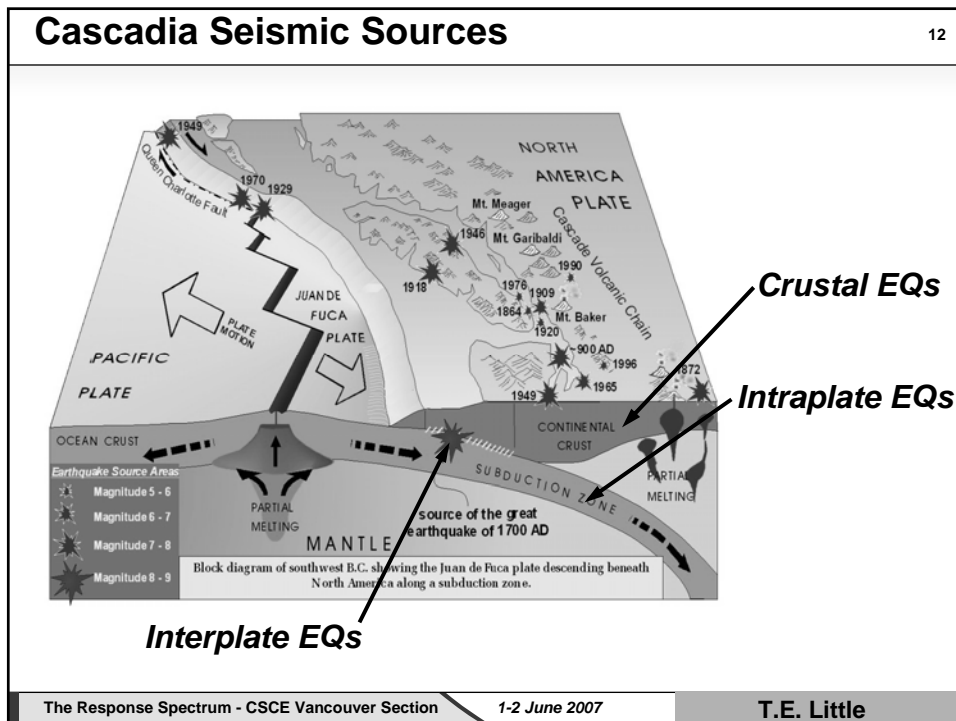 Cascadia Seismic Sources
12
1949
Queen Charlotte Fault
1970
1929
NORTH
AMERICA
PLATE
Mt. Meager
1946
Mt. Garibaldi
Cascade Volcanic Chain
1990
1918
1976
1909
1864
Mt. Baker
1920
~900 AD
1996
1965
1949
1872
JUAN DE
FUCA
PLATE
PLATE
MOTION
PACIFIC
PLATE
Crustal EQs
Intraplate EQs
OCEAN CRUST
CONTINENTAL
CRUST
SUBDUCTION ZONE
PARTIAL
MELTING
Earthquake Source Areas
Magnitude 5 - 6
Magnitude 6 - 7
Magnitude 7 - 8
Magnitude 8 - 9
PARTIAL
MELTING
source of the great
earthquake of 1700 AD
MANTLE
Block diagram of southwest B.C. showing the Juan de Fuca plate descending beneath
North America along a subduction zone.
Interplate EQs
The Response Spectrum - CSCE Vancouver Section
1-2 June 2007
T.E. Little